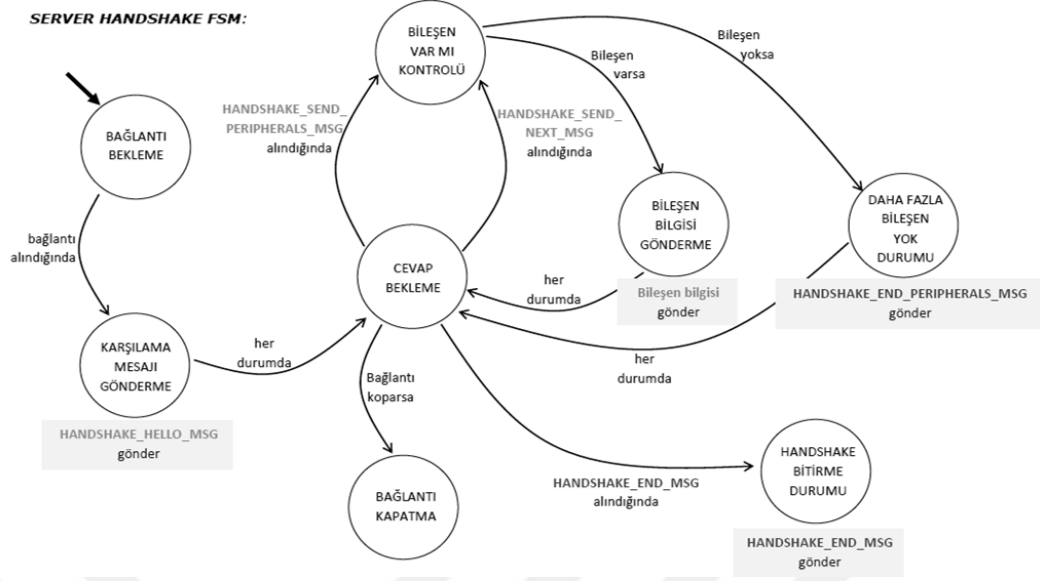 SERVER HANDSHAKE FSM:
BİLEŞEN
VAR MI
KONTROLÜ
Bileşen
yoksa
Bileşen
varsa
HANDSHAKE_SEND_
PERIPHERALS_MSG
alındığında
HANDSHAKE_SEND_
NEXT_MSG
alındığında
BAĞLANTI
BEKLEME
BİLEŞEN
BİLGİSİ
GÖNDERME
DAHA FAZLA
BİLEŞEN
YOK
DURUMU
bağlantı
alındığında
CEVAP
BEKLEME
her
durumda
Bileşen bilgisi
gönder
HANDSHAKE_END_PERIPHERALS_MSG
gönder
KARŞILAMA
MESAJI
GÖNDERME
her
durumda
her
durumda
Bağlantı
koparsa
HANDSHAKE_HELLO_MSG
gönder
BAĞLANTI
KAPATMA
HANDSHAKE_END_MSG
alındığında
HANDSHAKE
BİTİRME
DURUMU
HANDSHAKE_END_MSG
gönder